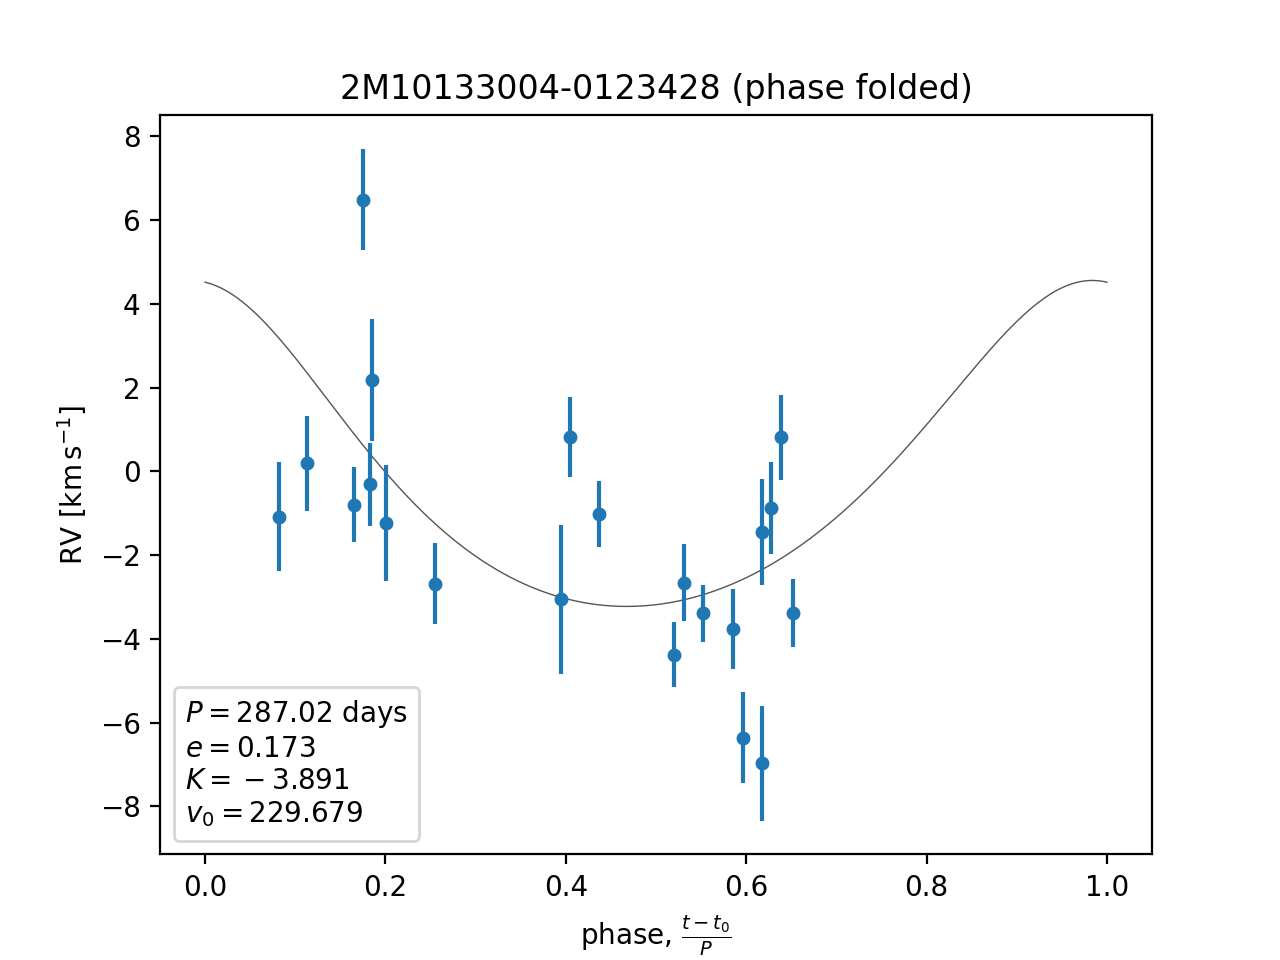 2M10133004-0123428 (phase folded)
8
6
4
2
0
−2
−4
−6
−8
RV [km s⁻¹]
P = 287.02 days
e = 0.173
K = −3.891
v₀ = 229.679
0.0 0.2 0.4 0.6 0.8 1.0
phase, (t − t₀)/P